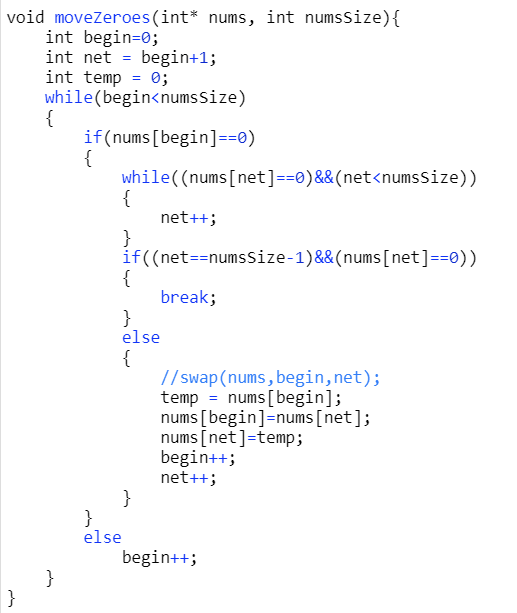 void moveZeroes(int* nums, int numsSize){
    int begin=0;
    int net = begin+1;
    int temp = 0;
    while(begin<numsSize)
    {
        if(nums[begin]==0)
        {
            while((nums[net]==0)&&(net<numsSize))
            {
                net++;
            }
            if((net==numsSize-1)&&(nums[net]==0))
            {
                break;
            }
            else
            {
                //swap(nums,begin,net);
                temp = nums[begin];
                nums[begin]=nums[net];
                nums[net]=temp;
                begin++;
                net++;
            }
        }
        else
            begin++;
    }
}